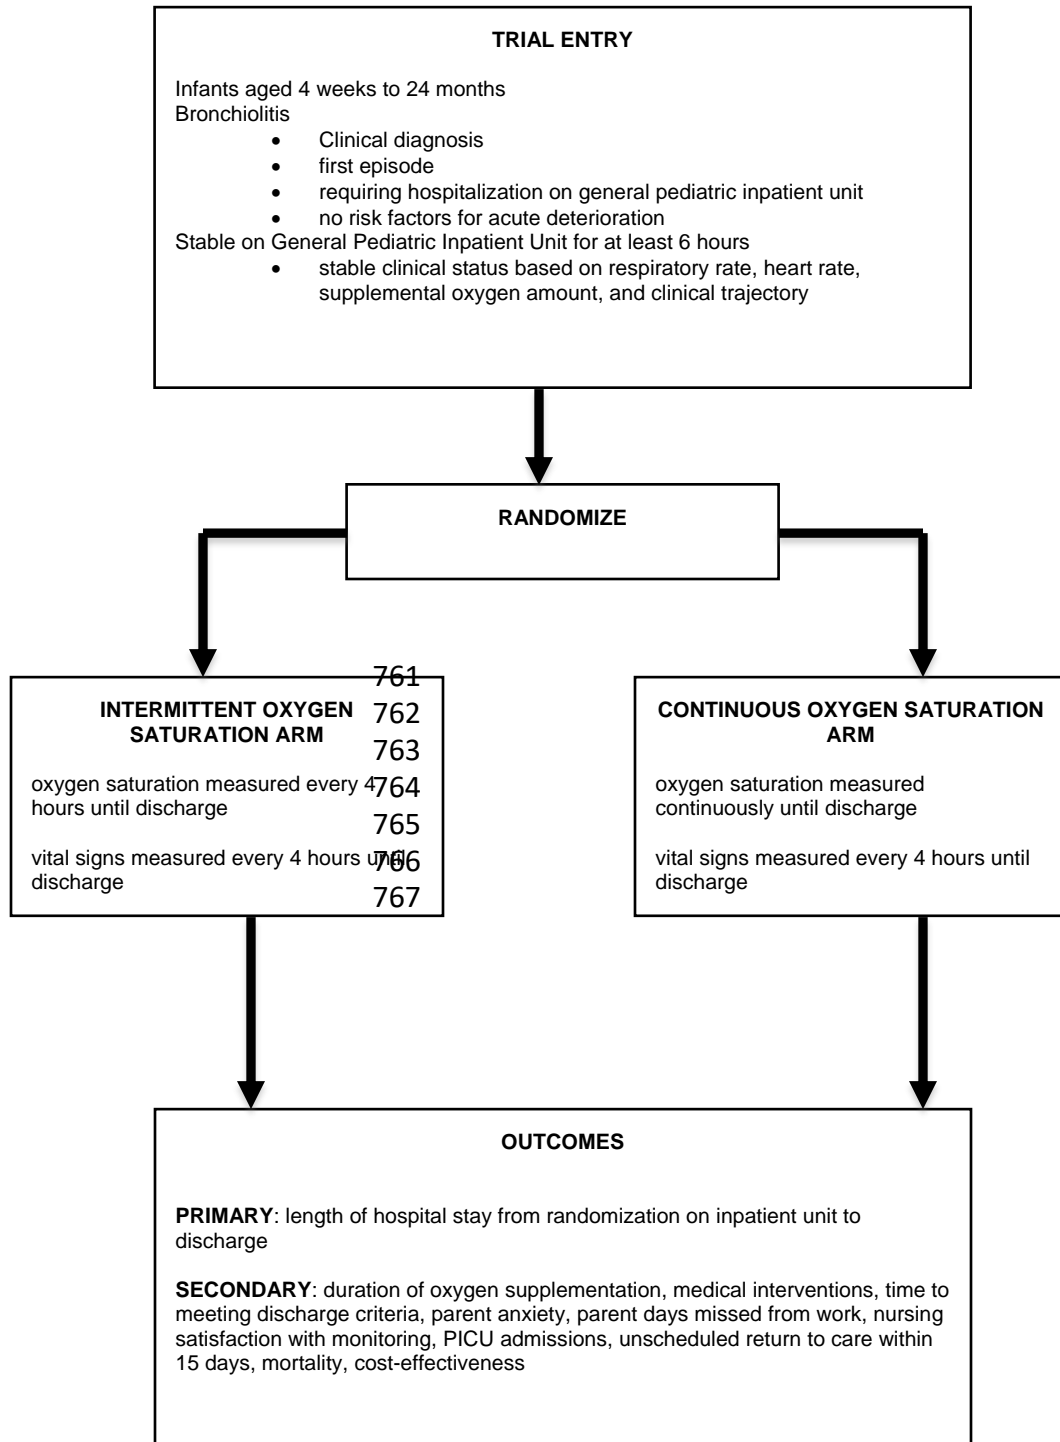 TRIAL ENTRY
Infants aged 4 weeks to 24 months
Bronchiolitis
• Clinical diagnosis
• first episode
• requiring hospitalization on general pediatric inpatient unit
• no risk factors for acute deterioration
Stable on General Pediatric Inpatient Unit for at least 6 hours
• stable clinical status based on respiratory rate, heart rate,
supplemental oxygen amount, and clinical trajectory
RANDOMIZE
INTERMITTENT OXYGEN
SATURATION ARM
oxygen saturation measured every 4
hours until discharge
vital signs measured every 4 hours until
discharge
761
762
763
764
765
766
767
CONTINUOUS OXYGEN SATURATION
ARM
oxygen saturation measured
continuously until discharge
vital signs measured every 4 hours until
discharge
OUTCOMES
PRIMARY: length of hospital stay from randomization on inpatient unit to
discharge
SECONDARY: duration of oxygen supplementation, medical interventions, time to
meeting discharge criteria, parent anxiety, parent days missed from work, nursing
satisfaction with monitoring, PICU admissions, unscheduled return to care within
15 days, mortality, cost-effectiveness